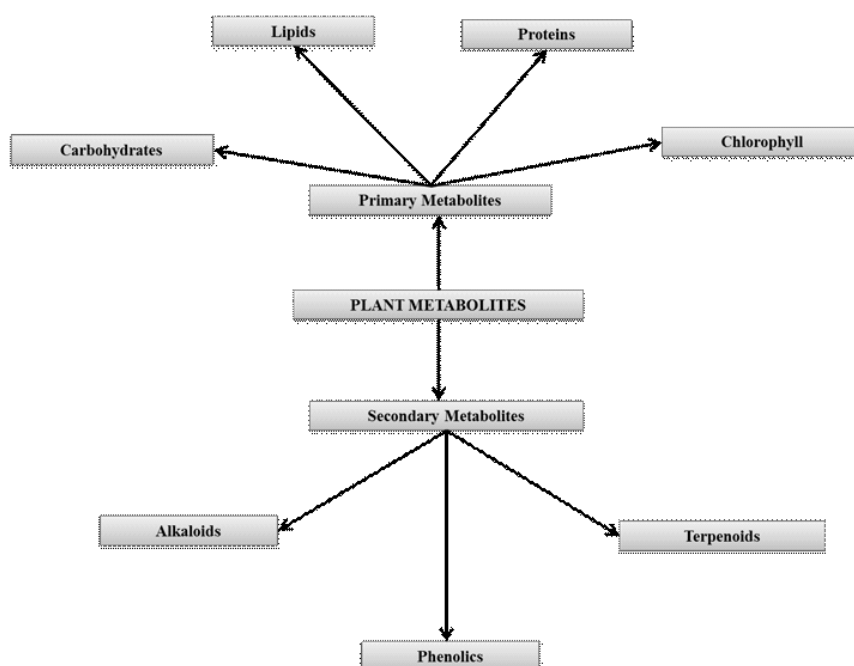 Lipids
Proteins
Carbohydrates
Chlorophyll
Primary Metabolites
PLANT METABOLITES
Secondary Metabolites
Alkaloids
Terpenoids
Phenolics